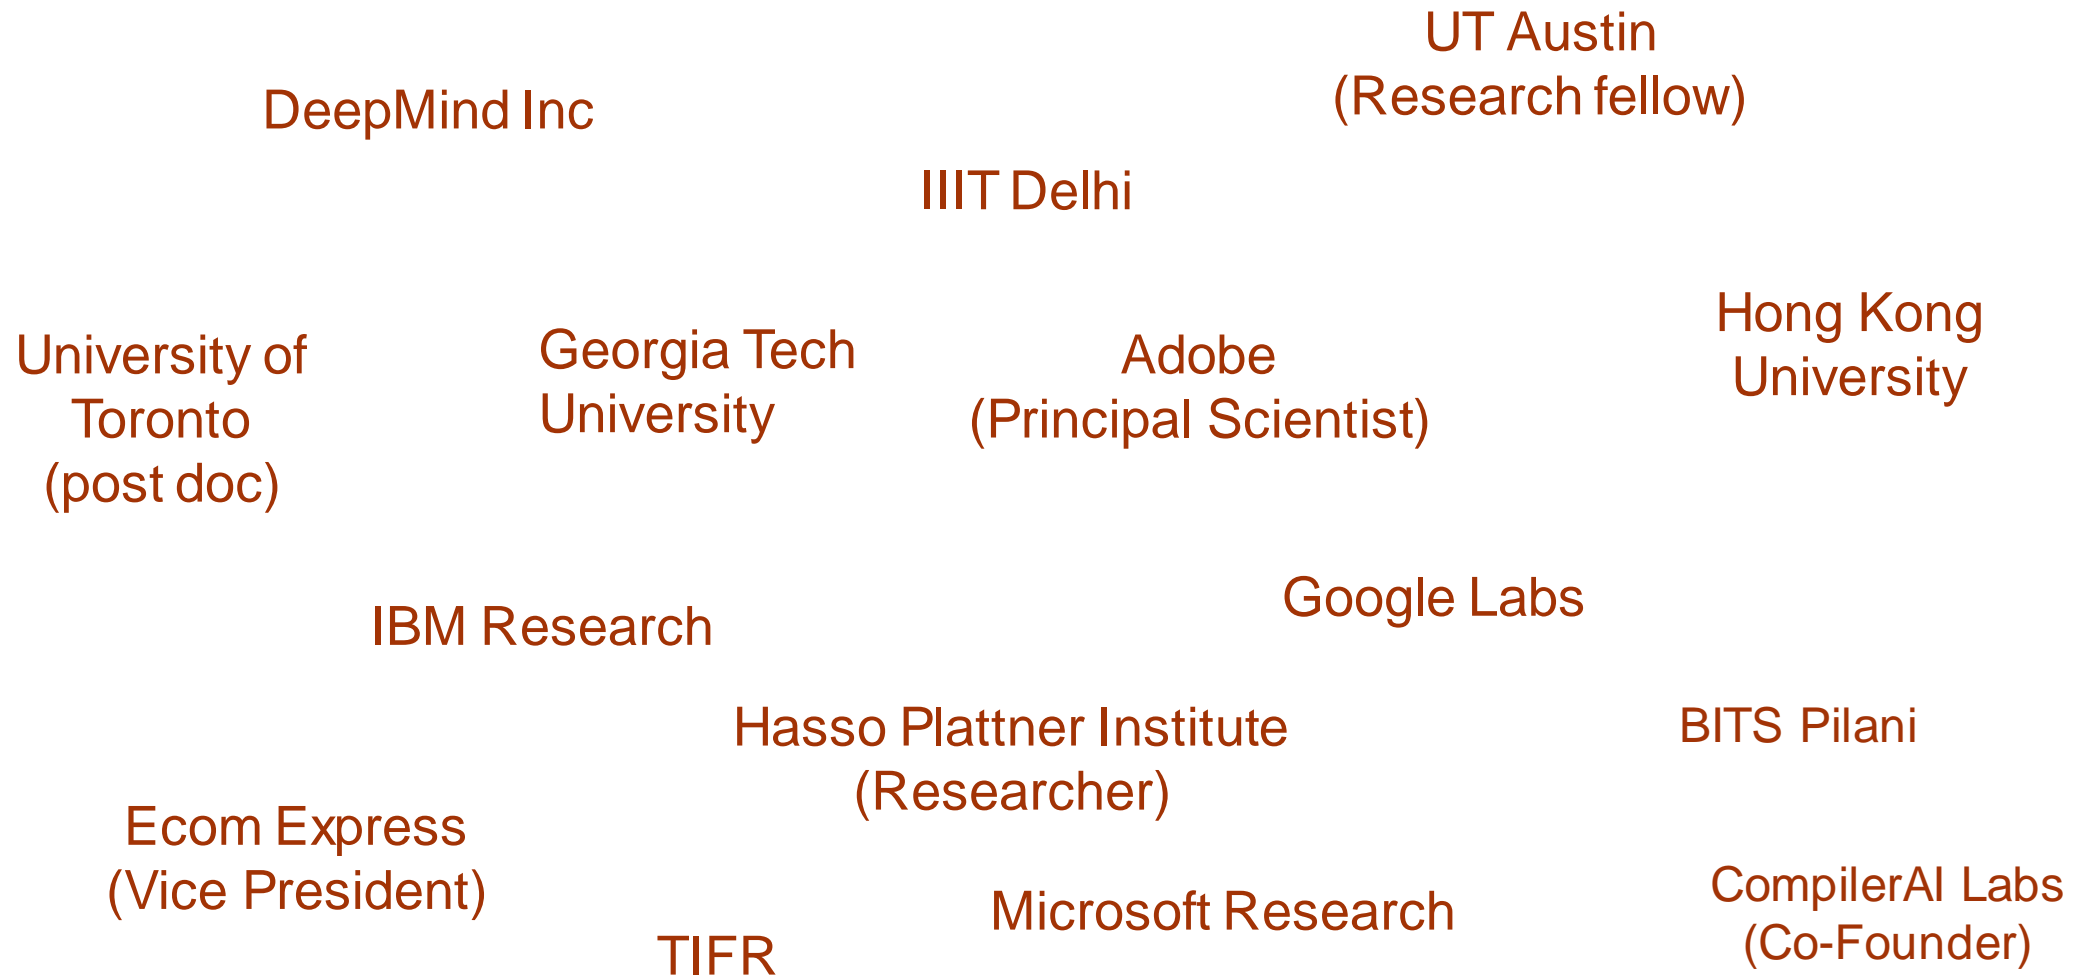 UT Austin
(Research fellow)
DeepMind Inc
IIIT Delhi
University of
Toronto
(post doc)
Georgia Tech
University
Adobe
(Principal Scientist)
Hong Kong
University
IBM Research
Google Labs
Hasso Plattner Institute
(Researcher)
BITS Pilani
Ecom Express
(Vice President)
TIFR
Microsoft Research
CompilerAI Labs
(Co-Founder)